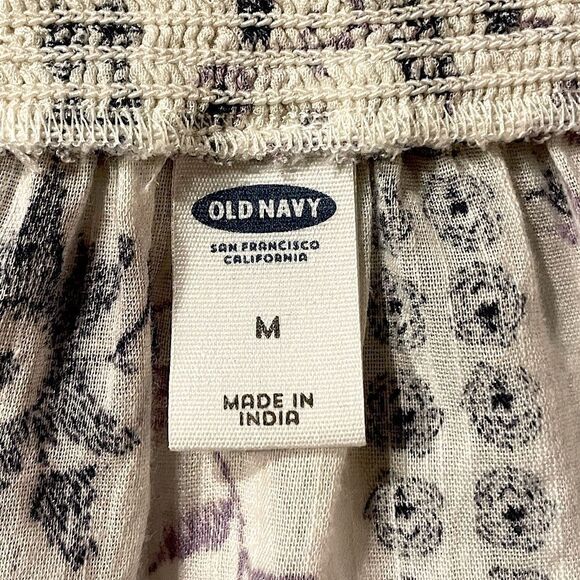 OLD NAVY
SAN FRANCISCO
CALIFORNIA
M
MADE IN
INDIA